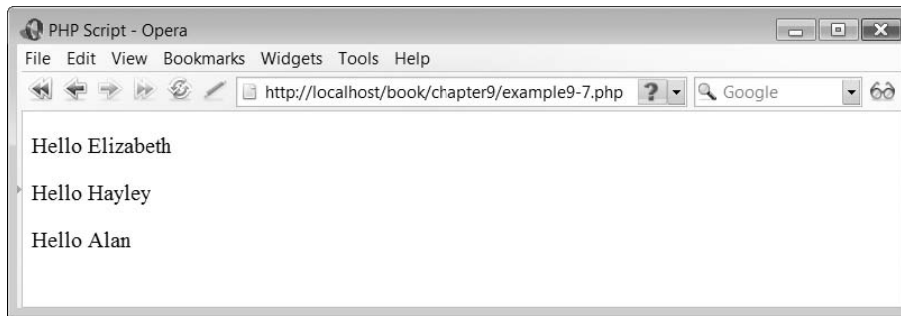 PHP Script - Opera
File Edit View Bookmarks Widgets Tools Help
http://localhost/book/chapter9/example9-7.php ? Google
Hello Elizabeth
Hello Hayley
Hello Alan